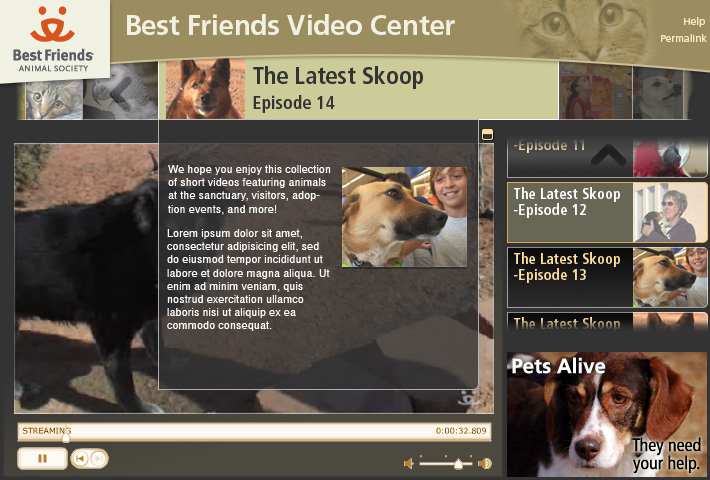 Best Friends
ANIMAL SOCIETY
Best Friends Video Center
Help
Permalink
The Latest Skoop
Episode 14
We hope you enjoy this collection
of short videos featuring animals
at the sanctuary, visitors, adop-
tion events, and more!
Lorem ipsum dolor sit amet,
consectetur adipisicing elit, sed
do eiusmod tempor incididunt ut
labore et dolore magna aliqua. Ut
enim ad minim veniam, quis
nostrud exercitation ullamco
laboris nisi ut aliquip ex ea
commodo consequat.
-Episode 11
The Latest Skoop
-Episode 12
The Latest Skoop
-Episode 13
The Latest Skoop
Pets Alive
They need
your help.
STREAMING
0:00:32.809